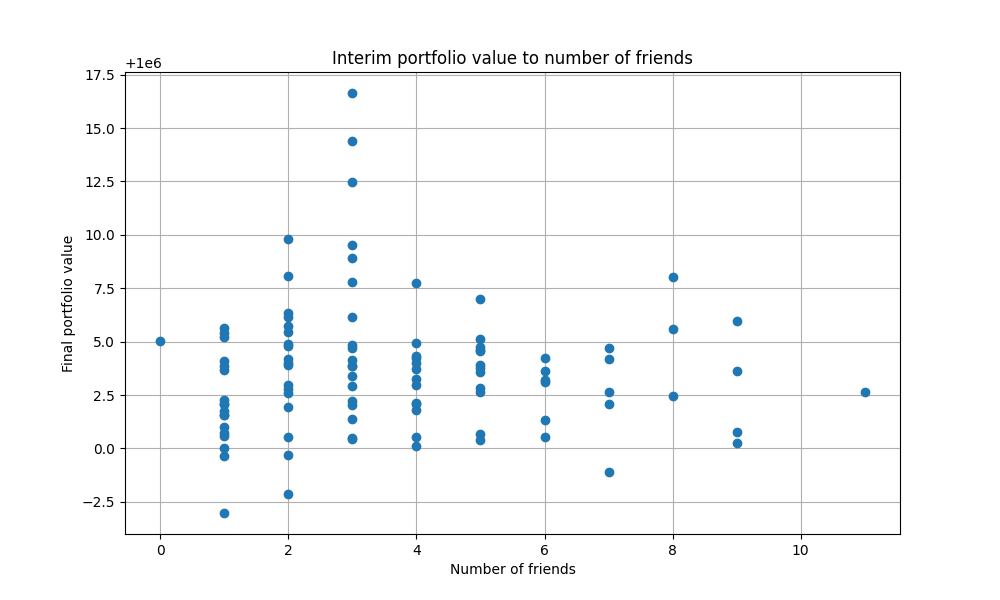 Interim portfolio value to number of friends
+1e6
17.5
15.0
12.5
10.0
7.5
5.0
2.5
0.0
−2.5
Final portfolio value
0 2 4 6 8 10
Number of friends